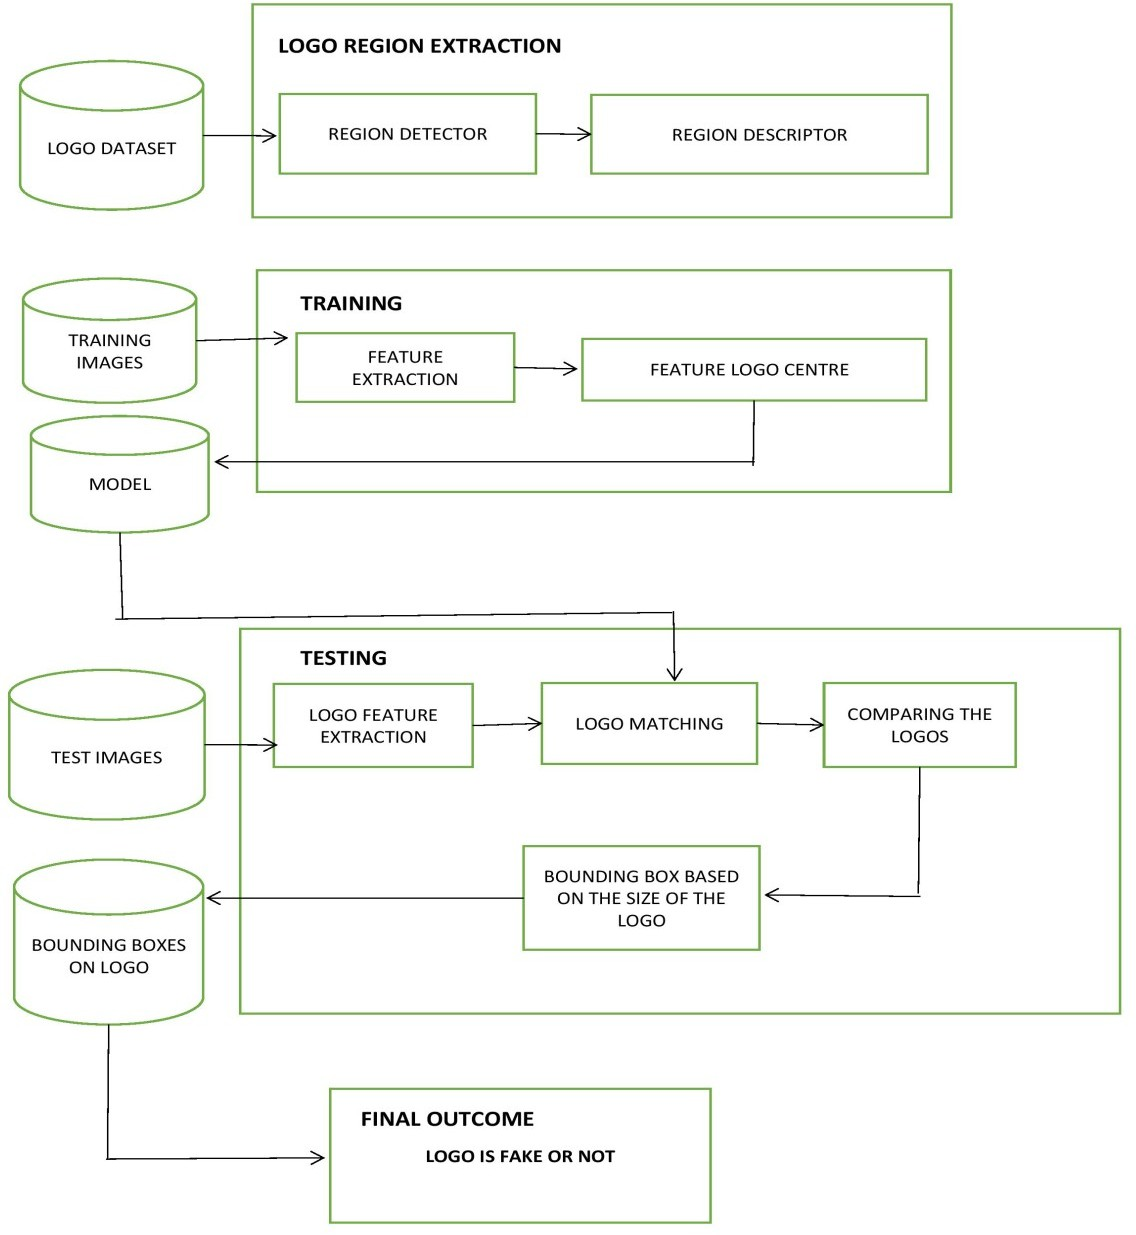 LOGO REGION EXTRACTION
LOGO DATASET
REGION DETECTOR
REGION DESCRIPTOR
TRAINING
TRAINING
IMAGES
FEATURE
EXTRACTION
FEATURE LOGO CENTRE
MODEL
TESTING
TEST IMAGES
LOGO FEATURE
EXTRACTION
LOGO MATCHING
COMPARING THE
LOGOS
BOUNDING BOX BASED
ON THE SIZE OF THE
LOGO
BOUNDING BOXES
ON LOGO
FINAL OUTCOME
LOGO IS FAKE OR NOT